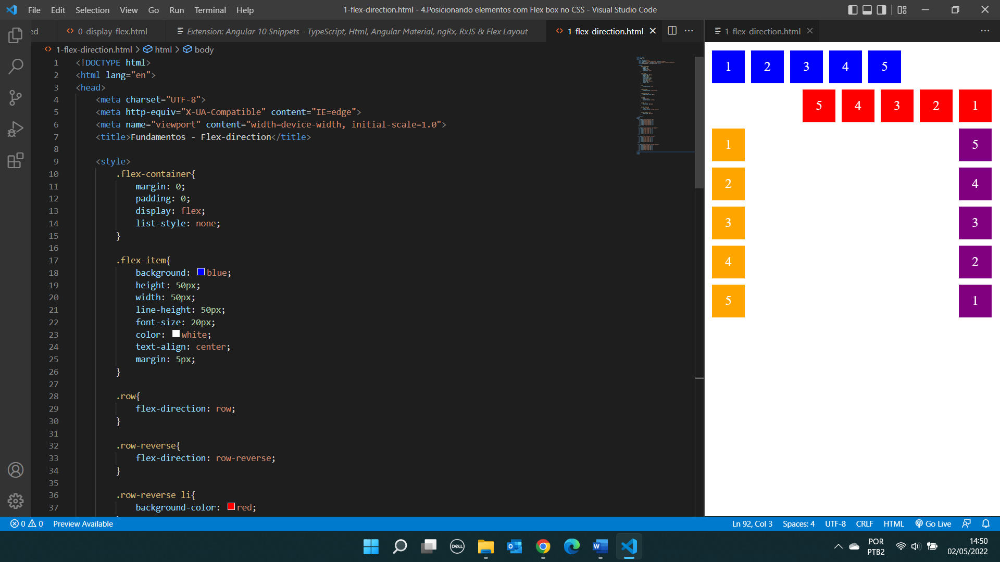 File Edit Selection View Go Run Terminal Help
1-flex-direction.html - 4.Posicionando elementos com Flex box no CSS - Visual Studio Code
ed
0-display-flex.html
Extension: Angular 10 Snippets - TypeScript, Html, Angular Material, ngRx, RxJS & Flex Layout
1-flex-direction.html
1-flex-direction.html
1-flex-direction.html > html > body
1 <!DOCTYPE html>
2 <html lang="en">
3 <head>
4 <meta charset="UTF-8">
5 <meta http-equiv="X-UA-Compatible" content="IE=edge">
6 <meta name="viewport" content="width=device-width, initial-scale=1.0">
7 <title>Fundamentos - Flex-direction</title>
8
9 <style>
10 .flex-container{
11 margin: 0;
12 padding: 0;
13 display: flex;
14 list-style: none;
15 }
16
17 .flex-item{
18 background: blue;
19 height: 50px;
20 width: 50px;
21 line-height: 50px;
22 font-size: 20px;
23 color: white;
24 text-align: center;
25 margin: 5px;
26 }
27
28 .row{
29 flex-direction: row;
30 }
31
32 .row-reverse{
33 flex-direction: row-reverse;
34 }
35
36 .row-reverse li{
37 background-color: red;
1 2 3 4 5
5 4 3 2 1
1 5
2 4
3 3
4 2
5 1
0 0 Preview Available
Ln 92, Col 3 Spaces: 4 UTF-8 CRLF HTML Go Live
DELL
POR
PTB2
14:50
02/05/2022